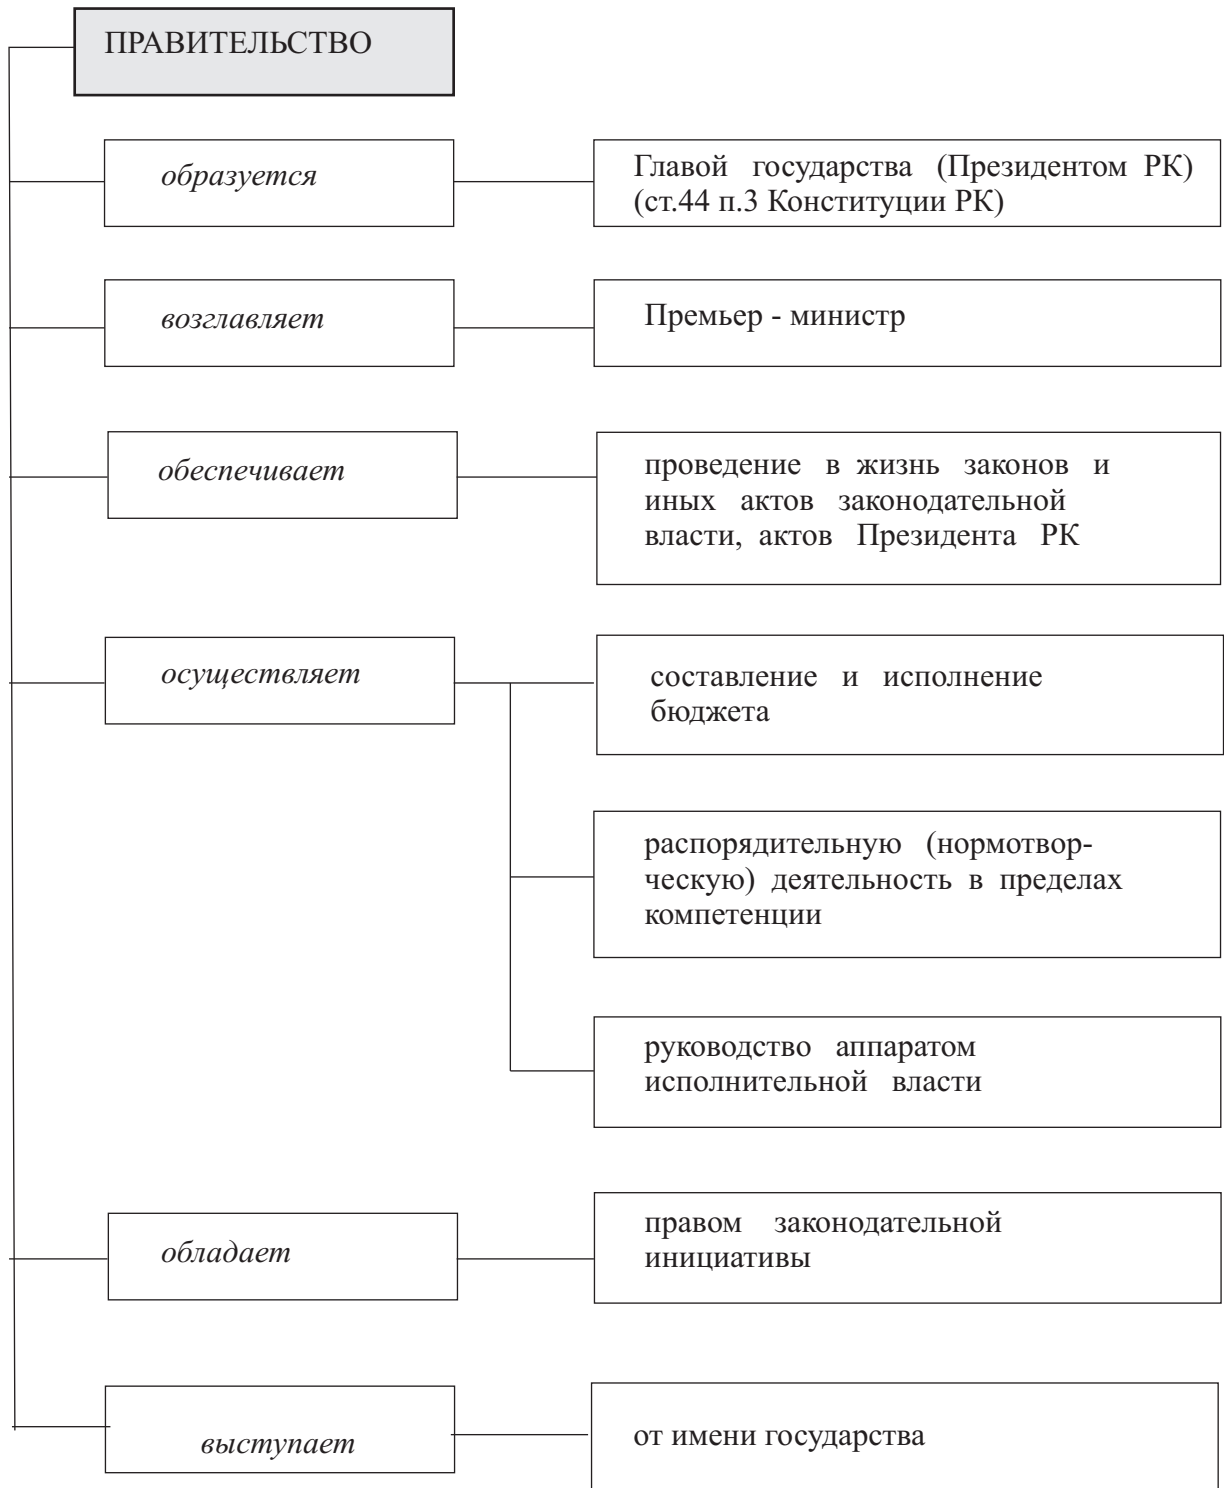 ПРАВИТЕЛЬСТВО
образуется
Главой государства (Президентом РК)
(ст.44 п.3 Конституции РК)
возглавляет
Премьер - министр
обеспечивает
проведение в жизнь законов и
иных актов законодательной
власти, актов Президента РК
осуществляет
составление и исполнение
бюджета
распорядительную (нормотвор-
ческую) деятельность в пределах
компетенции
руководство аппаратом
исполнительной власти
обладает
правом законодательной
инициативы
выступает
от имени государства